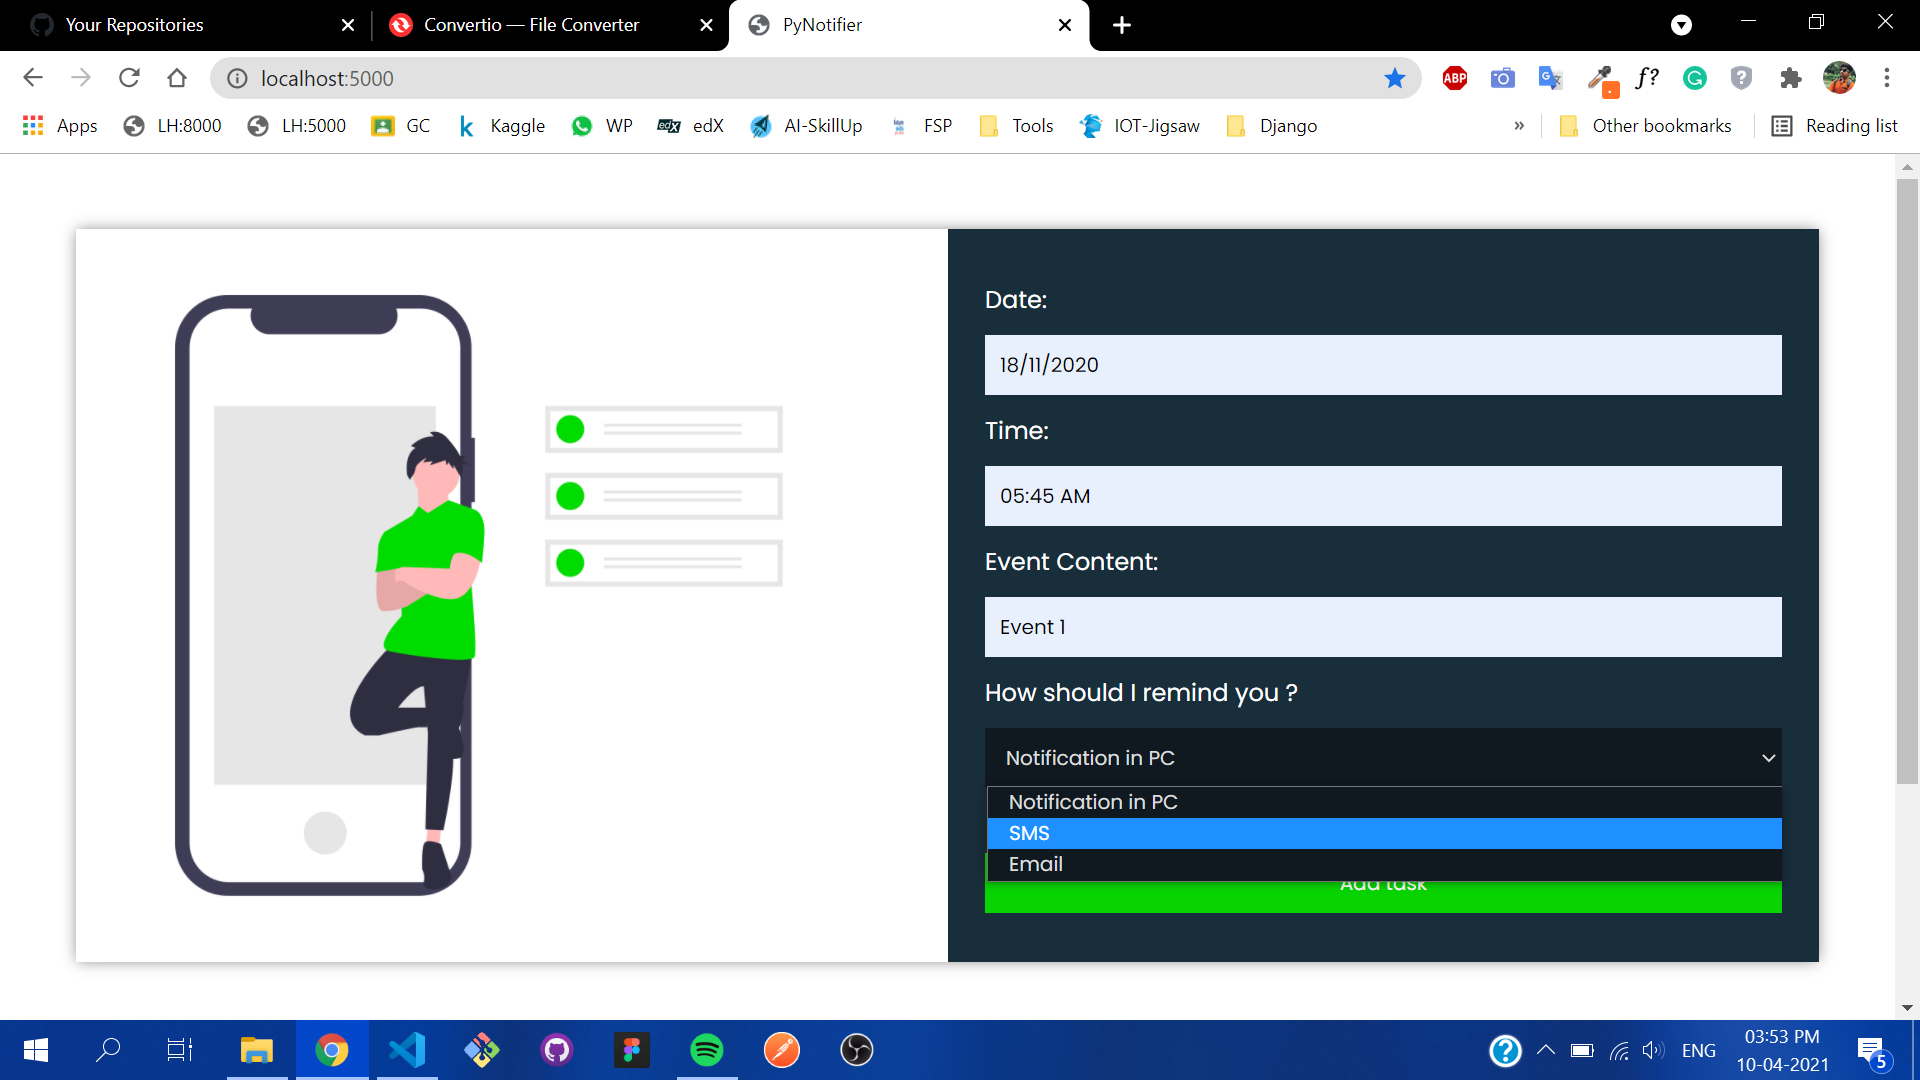 Your Repositories
Convertio — File Converter
PyNotifier
localhost:5000
ABP
f?
Apps
LH:8000
LH:5000
GC
Kaggle
WP
edX
AI-SkillUp
FSP
Tools
IOT-Jigsaw
Django
»
Other bookmarks
Reading list
Date:
18/11/2020
Time:
05:45 AM
Event Content:
Event 1
How should I remind you ?
Notification in PC
Notification in PC
SMS
Email
Add task
ENG
03:53 PM
10-04-2021
5